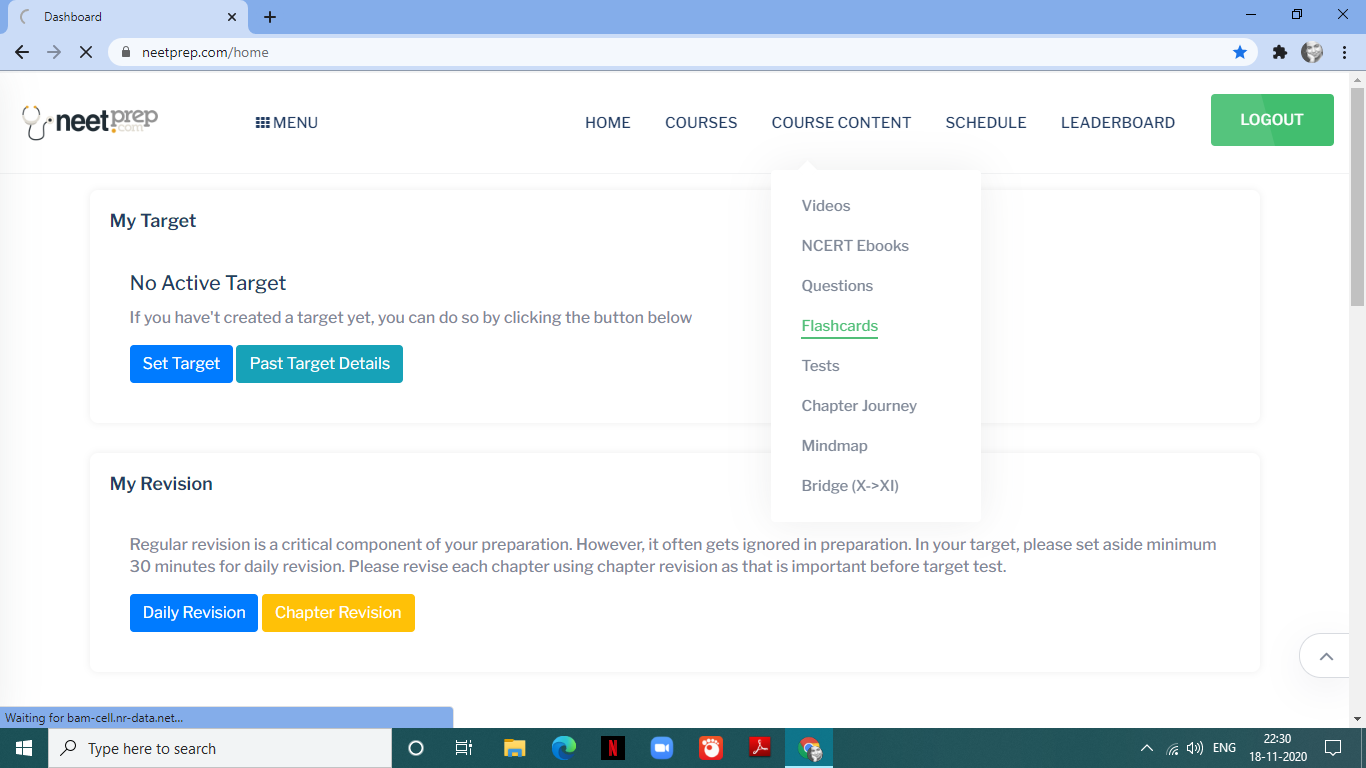 Dashboard
neetprep.com/home
neetprep
.com
MENU
HOME
COURSES
COURSE CONTENT
SCHEDULE
LEADERBOARD
LOGOUT
Videos
NCERT Ebooks
Questions
Flashcards
Tests
Chapter Journey
Mindmap
Bridge (X->XI)
My Target
No Active Target
If you have't created a target yet, you can do so by clicking the button below
Set Target
Past Target Details
My Revision
Regular revision is a critical component of your preparation. However, it often gets ignored in preparation. In your target, please set aside minimum
30 minutes for daily revision. Please revise each chapter using chapter revision as that is important before target test.
Daily Revision
Chapter Revision
Waiting for bam-cell.nr-data.net...
Type here to search
N
ENG
22:30
18-11-2020